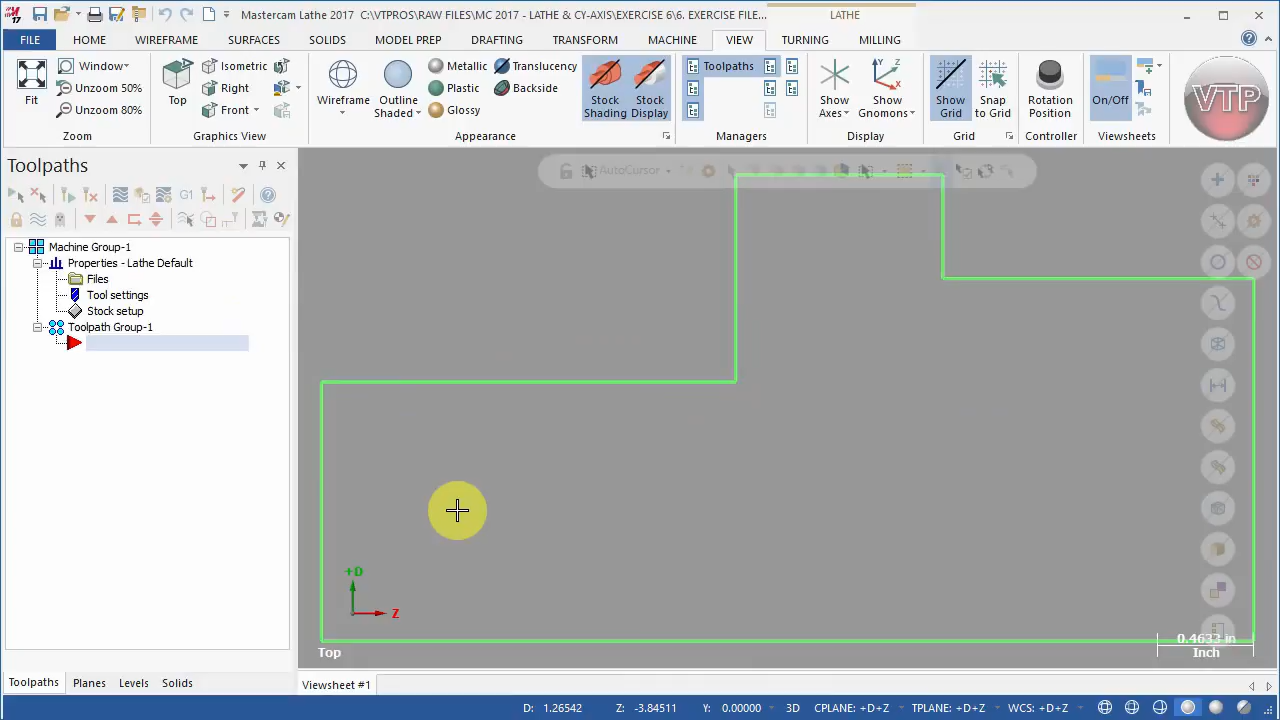 Mastercam Lathe 2017 C:\VTPROS\RAW FILES\MC 2017 - LATHE & CY-AXIS\EXERCISE 6\6. EXERCISE FILE...
LATHE
FILE HOME WIREFRAME SURFACES SOLIDS MODEL PREP DRAFTING TRANSFORM MACHINE VIEW TURNING MILLING
Fit
Window
Unzoom 50%
Unzoom 80%
Zoom
Top
Isometric
Right
Front
Graphics View
Wireframe
Outline Shaded
Metallic
Plastic
Glossy
Translucency
Backside
Stock Shading
Stock Display
Appearance
Toolpaths
Managers
Show Axes
Show Gnomons
Display
Show Grid
Snap to Grid
Grid
Rotation Position
Controller
On/Off
Viewsheets
VTP
Toolpaths
AutoCursor
G1
Machine Group-1
Properties - Lathe Default
Files
Tool settings
Stock setup
Toolpath Group-1
+D
Z
Top
0.4633 in
Inch
Toolpaths Planes Levels Solids
Viewsheet #1
D: 1.26542 Z: -3.84511 Y: 0.00000 3D CPLANE: +D+Z TPLANE: +D+Z WCS: +D+Z